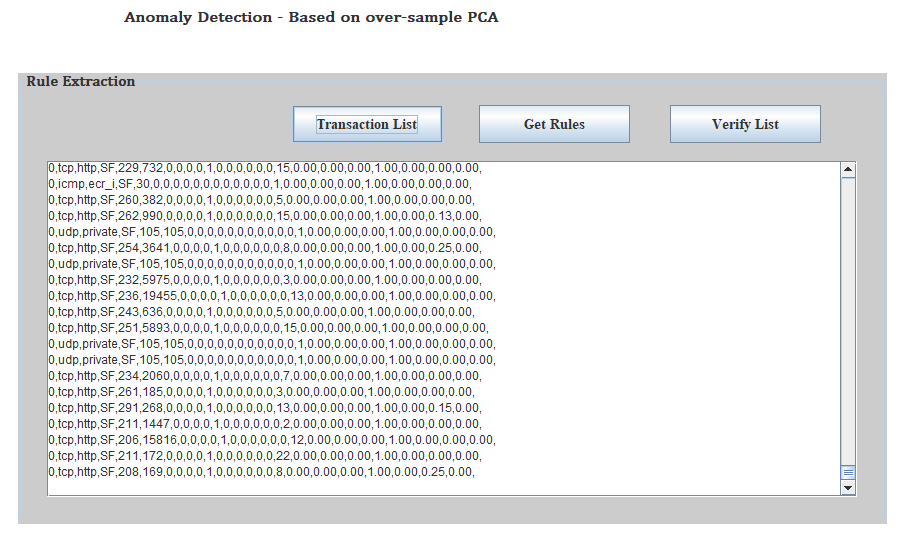 Anomaly Detection - Based on over-sample PCA
Rule Extraction
Transaction List
Get Rules
Verify List
0,tcp,http,SF,229,732,0,0,0,0,1,0,0,0,0,0,0,15,0.00,0.00,0.00,1.00,0.00,0.00,0.00,
0,icmp,ecr_i,SF,30,0,0,0,0,0,0,0,0,0,0,0,0,1,0.00,0.00,0.00,1.00,0.00,0.00,0.00,
0,tcp,http,SF,260,382,0,0,0,0,1,0,0,0,0,0,0,5,0.00,0.00,0.00,1.00,0.00,0.00,0.00,
0,tcp,http,SF,262,990,0,0,0,0,1,0,0,0,0,0,0,15,0.00,0.00,0.00,1.00,0.00,0.13,0.00,
0,udp,private,SF,105,105,0,0,0,0,0,0,0,0,0,0,0,1,0.00,0.00,0.00,1.00,0.00,0.00,0.00,
0,tcp,http,SF,254,3641,0,0,0,0,1,0,0,0,0,0,0,8,0.00,0.00,0.00,1.00,0.00,0.25,0.00,
0,udp,private,SF,105,105,0,0,0,0,0,0,0,0,0,0,0,1,0.00,0.00,0.00,1.00,0.00,0.00,0.00,
0,tcp,http,SF,232,5975,0,0,0,0,1,0,0,0,0,0,0,3,0.00,0.00,0.00,1.00,0.00,0.00,0.00,
0,tcp,http,SF,236,19455,0,0,0,0,1,0,0,0,0,0,0,13,0.00,0.00,0.00,1.00,0.00,0.00,0.00,
0,tcp,http,SF,243,636,0,0,0,0,1,0,0,0,0,0,0,5,0.00,0.00,0.00,1.00,0.00,0.00,0.00,
0,tcp,http,SF,251,5893,0,0,0,0,1,0,0,0,0,0,0,15,0.00,0.00,0.00,1.00,0.00,0.00,0.00,
0,udp,private,SF,105,105,0,0,0,0,0,0,0,0,0,0,0,1,0.00,0.00,0.00,1.00,0.00,0.00,0.00,
0,udp,private,SF,105,105,0,0,0,0,0,0,0,0,0,0,0,1,0.00,0.00,0.00,1.00,0.00,0.00,0.00,
0,tcp,http,SF,234,2060,0,0,0,0,1,0,0,0,0,0,0,7,0.00,0.00,0.00,1.00,0.00,0.00,0.00,
0,tcp,http,SF,261,185,0,0,0,0,1,0,0,0,0,0,0,3,0.00,0.00,0.00,1.00,0.00,0.00,0.00,
0,tcp,http,SF,291,268,0,0,0,0,1,0,0,0,0,0,0,13,0.00,0.00,0.00,1.00,0.00,0.15,0.00,
0,tcp,http,SF,211,1447,0,0,0,0,1,0,0,0,0,0,0,2,0.00,0.00,0.00,1.00,0.00,0.00,0.00,
0,tcp,http,SF,206,15816,0,0,0,0,1,0,0,0,0,0,0,12,0.00,0.00,0.00,1.00,0.00,0.00,0.00,
0,tcp,http,SF,211,172,0,0,0,0,1,0,0,0,0,0,0,22,0.00,0.00,0.00,1.00,0.00,0.00,0.00,
0,tcp,http,SF,208,169,0,0,0,0,1,0,0,0,0,0,0,8,0.00,0.00,0.00,1.00,0.00,0.25,0.00,